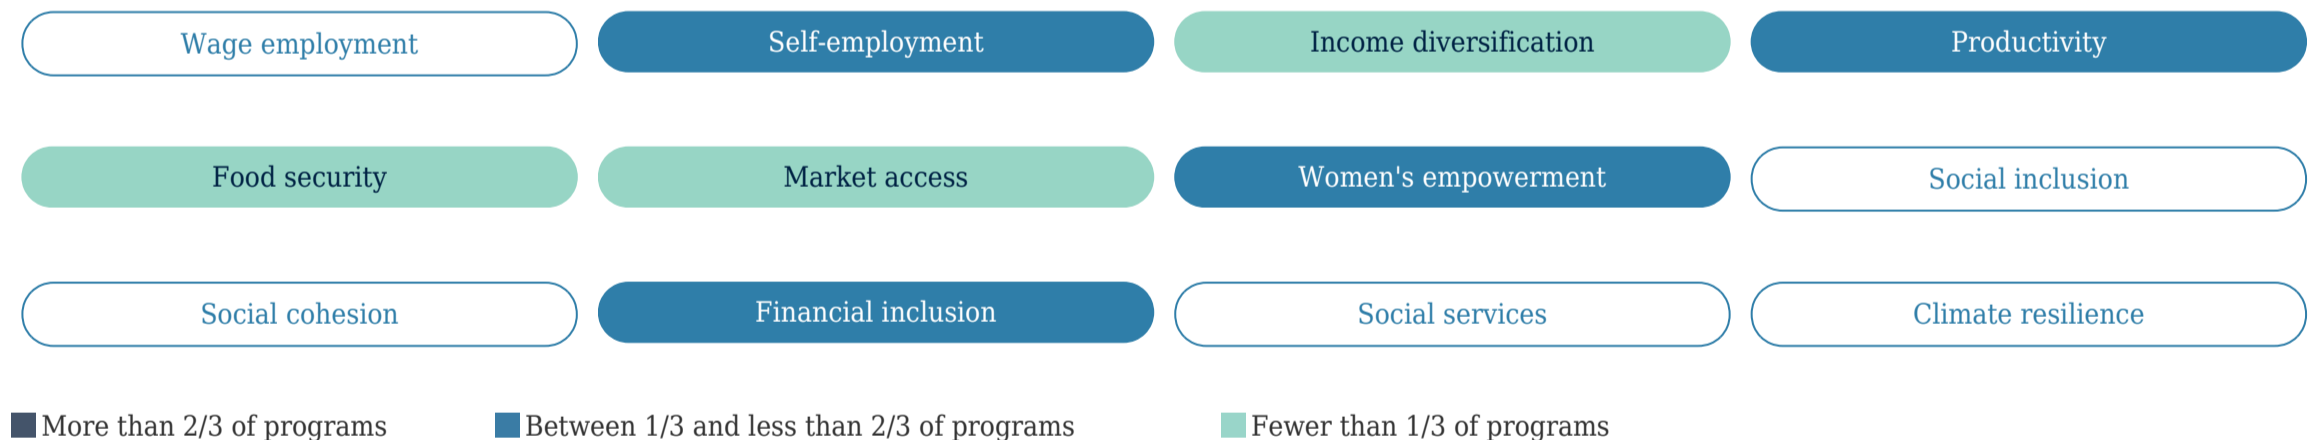 Wage employment
Self-employment
Income diversification
Productivity
Food security
Market access
Women's empowerment
Social inclusion
Social cohesion
Financial inclusion
Social services
Climate resilience
More than 2/3 of programs
Between 1/3 and less than 2/3 of programs
Fewer than 1/3 of programs